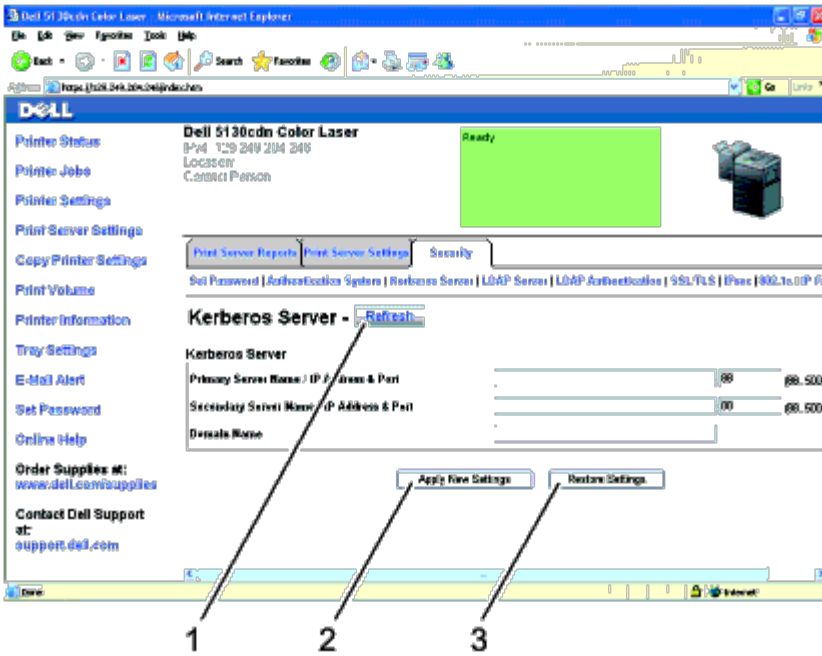 Dell 5130cdn Color Laser - Microsoft Internet Explorer
File Edit View Favorites Tools Help
Back Search Favorites
Address Go Links
DELL
Dell 5130cdn Color Laser
Location:
Contact Person
Ready
Printer Status
Printer Jobs
Printer Settings
Print Server Settings
Copy Printer Settings
Print Volume
Printer Information
Tray Settings
E-Mail Alert
Set Password
Online Help
Order Supplies at:
www.dell.com/supplies
Contact Dell Support
at:
support.dell.com
Print Server Reports Print Server Settings Security
Set Password | Authentication System | Kerberos Server | LDAP Server | LDAP Authentication | SSL/TLS | IPsec | 802.1x | IP
Kerberos Server - Refresh
Kerberos Server
Primary Server Name / IP Address & Port 88
Secondary Server Name / IP Address & Port
Domain Name
Apply New Settings Restore Settings
Done Internet
1 2 3